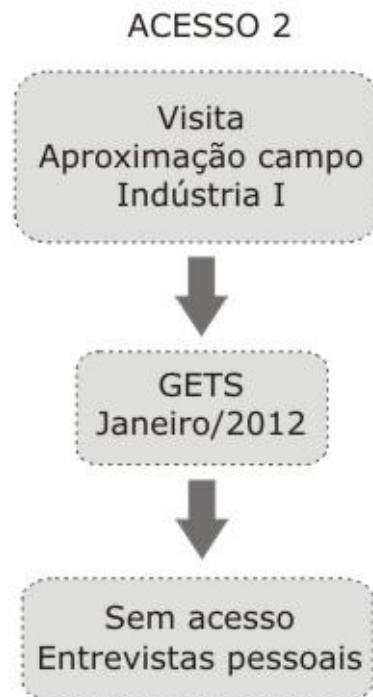 ACESSO 2
Visita
Aproximação campo
Indústria I
GETS
Janeiro/2012
Sem acesso
Entrevistas pessoais